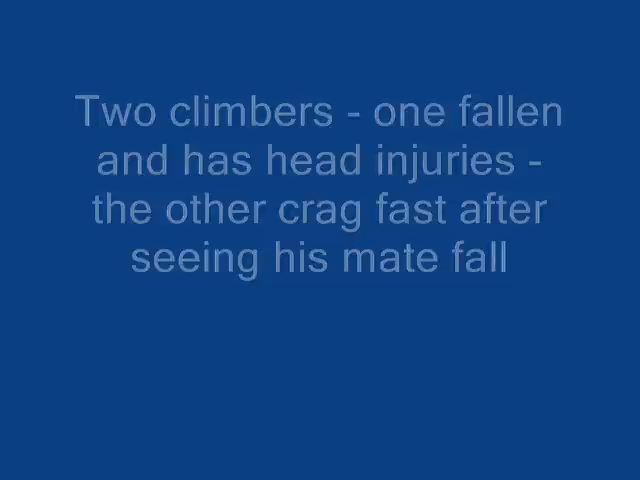 Two climbers - one fallen
and has head injuries -
the other crag fast after
seeing his mate fall